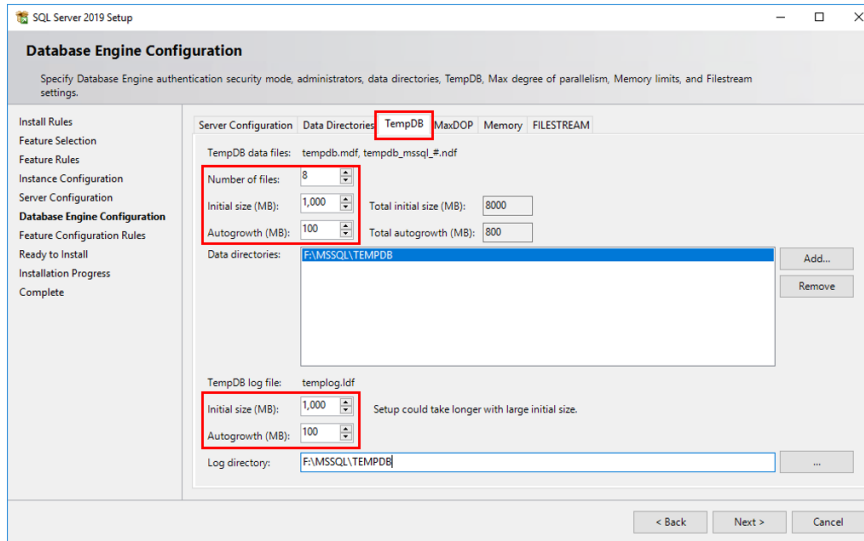 SQL Server 2019 Setup
Database Engine Configuration
Specify Database Engine authentication security mode, administrators, data directories, TempDB, Max degree of parallelism, Memory limits, and Filestream
settings.
Install Rules
Feature Selection
Feature Rules
Instance Configuration
Server Configuration
Database Engine Configuration
Feature Configuration Rules
Ready to Install
Installation Progress
Complete
Server Configuration Data Directories TempDB MaxDOP Memory FILESTREAM
TempDB data files: tempdb.mdf, tempdb_mssql_#.ndf
Number of files: 8
Initial size (MB): 1,000 Total initial size (MB): 8000
Autogrowth (MB): 100 Total autogrowth (MB): 800
Data directories: F:\MSSQL\TEMPDB Add...
Remove
TempDB log file: templog.ldf
Initial size (MB): 1,000 Setup could take longer with large initial size.
Autogrowth (MB): 100
Log directory: F:\MSSQL\TEMPDB ...
< Back Next > Cancel